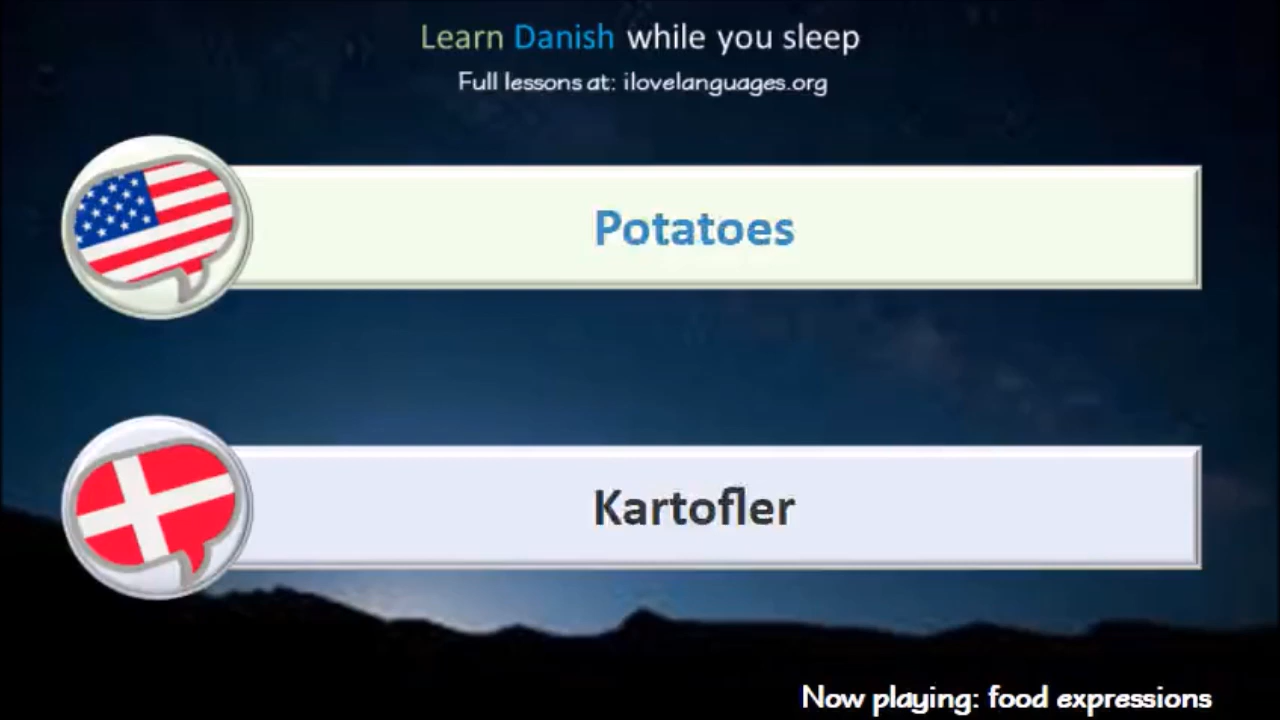 Learn Danish while you sleep
Full lessons at: ilovelanguages.org
Potatoes
Kartofler
Now playing: food expressions